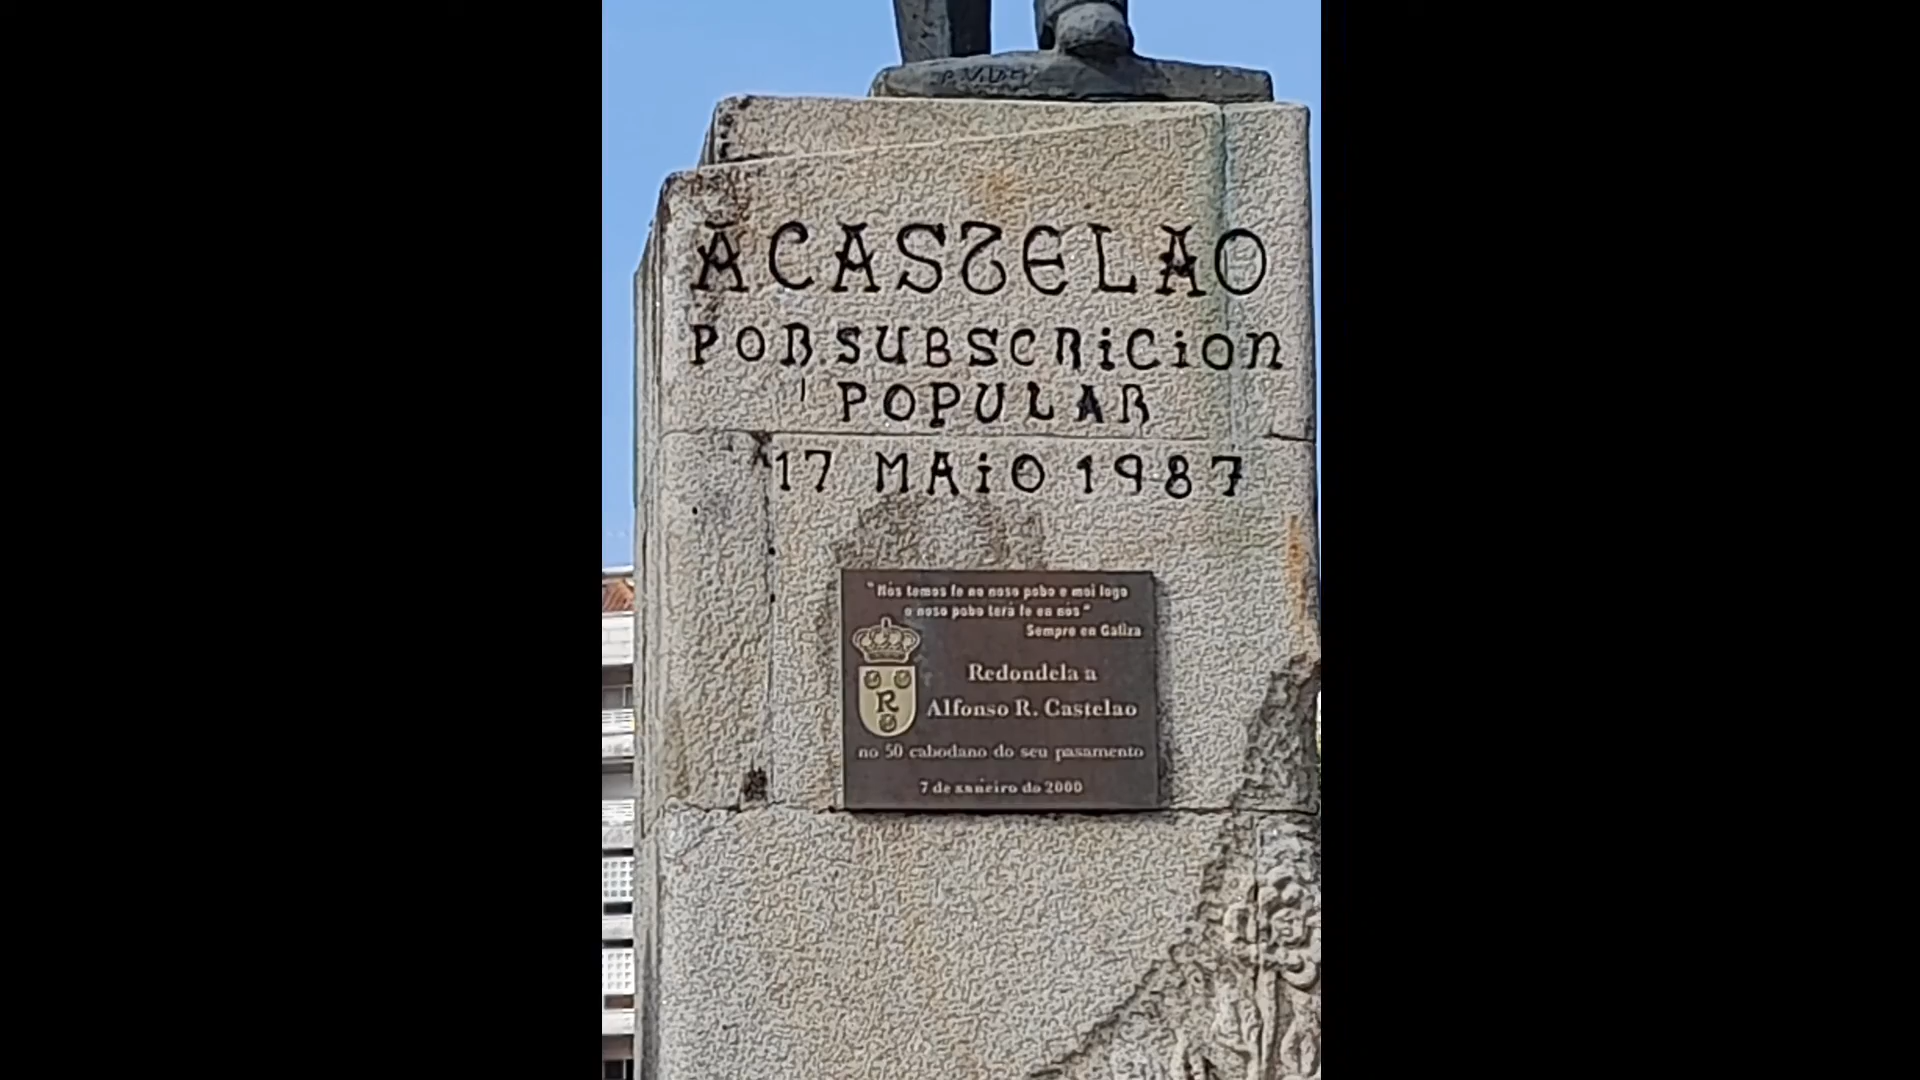 A CASTELAO
POR SUBSCRICION
POPULAR
17 MAiO 1987
"Nós temos fe no noso pobo e moi logo
o noso pobo terá fe en nós"
Sempre en Galiza
Redondela a
R
Alfonso R. Castelao
no 50 cabodano do seu pasamento
7 de xaneiro do 2000